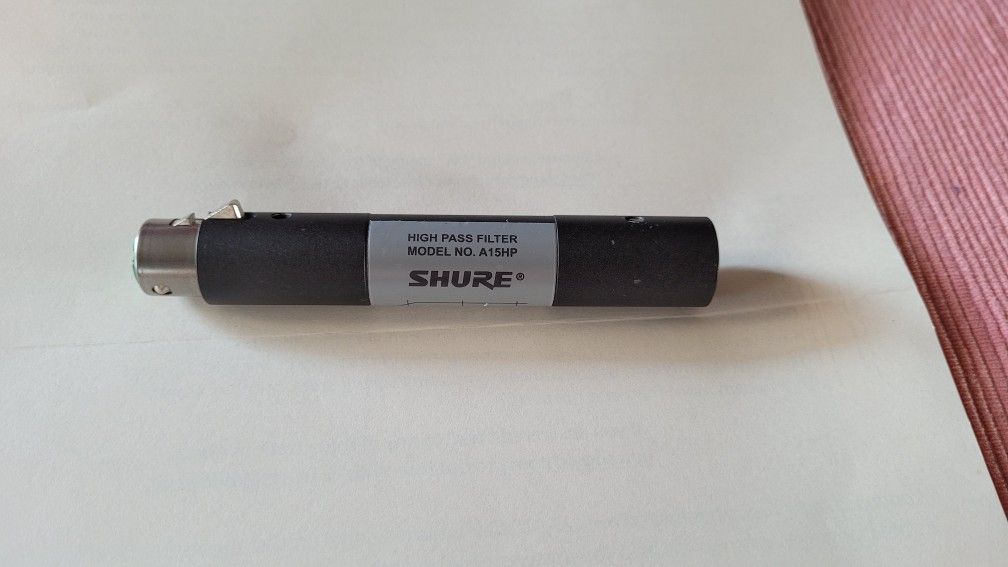 HIGH PASS FILTER
MODEL NO. A15HP
SHURE®